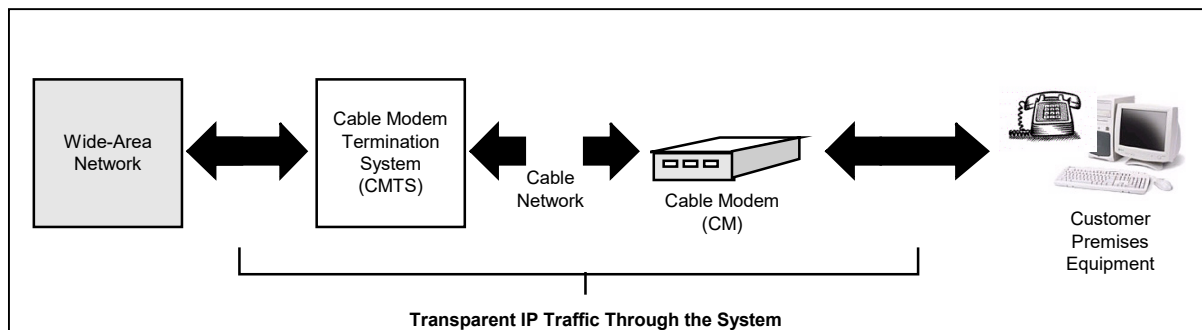 Wide-Area
Network
Cable Modem
Termination
System
(CMTS)
Cable
Network
Cable Modem
(CM)
Customer
Premises
Equipment
Transparent IP Traffic Through the System